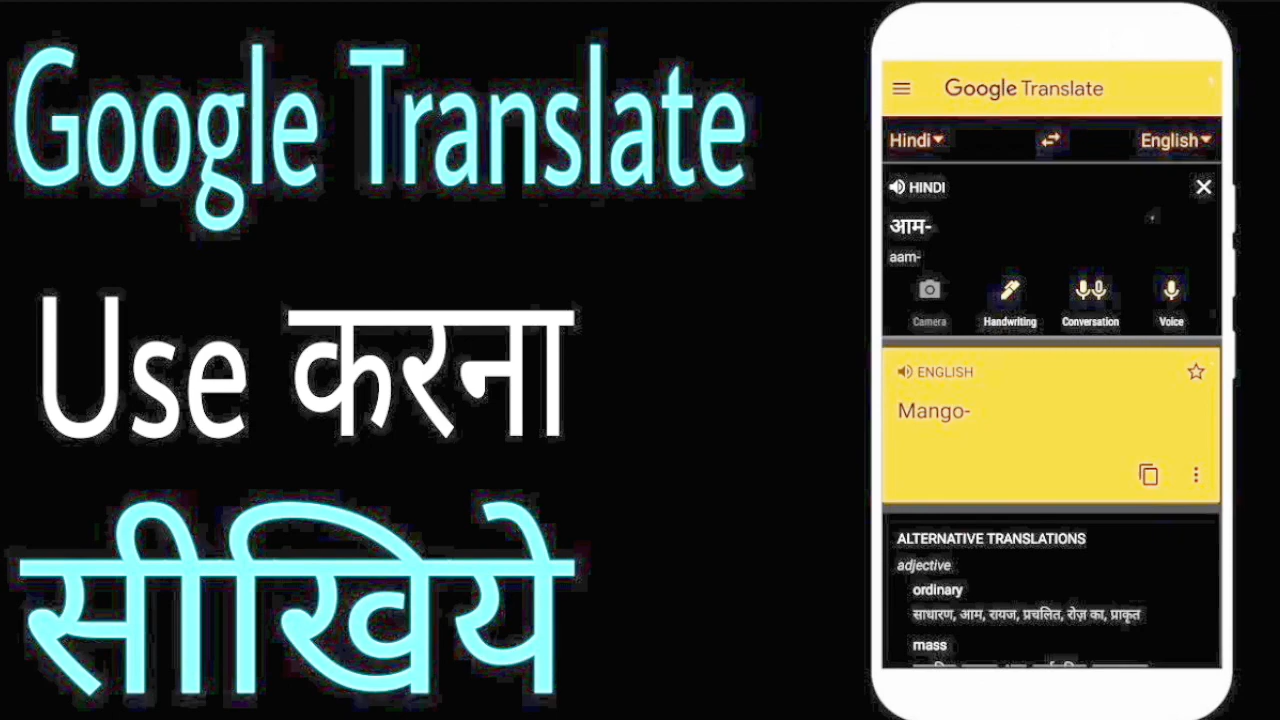 Google Translate
Use करना
सीखिये
Google Translate
Hindi
English
HINDI
आम-
aam-
Camera
Handwriting
Conversation
Voice
ENGLISH
Mango-
ALTERNATIVE TRANSLATIONS
adjective
ordinary
साधारण, आम, रायज, प्रचलित, रोज़ का, प्राकृत
mass